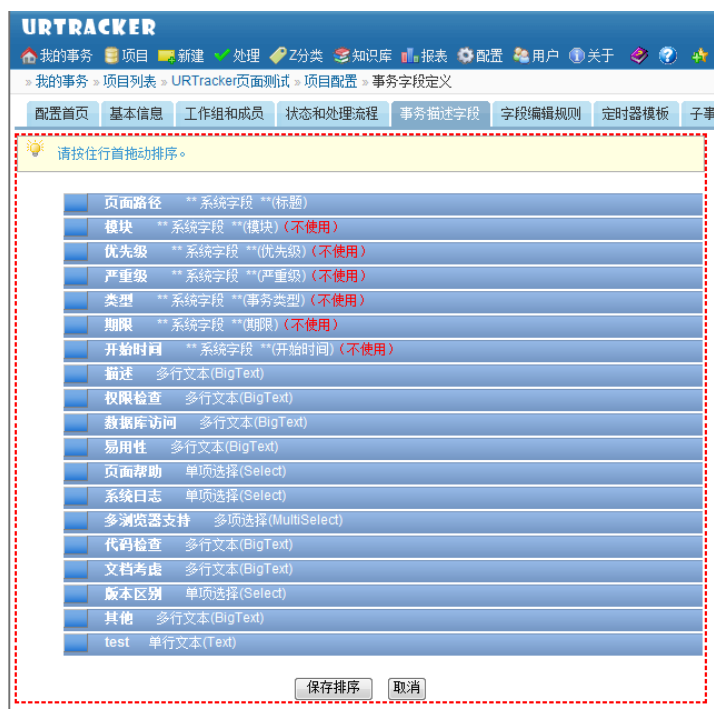 URTRACKER
我的事务 项目 新建 处理 Z分类 知识库 报表 配置 用户 关于
» 我的事务 » 项目列表 » URTracker页面测试 » 项目配置 » 事务字段定义
配置首页 基本信息 工作组和成员 状态和处理流程 事务描述字段 字段编辑规则 定时器模板 子事
请按住行首拖动排序。
页面路径 ** 系统字段 **(标题)
模块 ** 系统字段 **(模块)（不使用）
优先级 ** 系统字段 **(优先级)（不使用）
严重级 ** 系统字段 **(严重级)（不使用）
类型 ** 系统字段 **(事务类型)（不使用）
期限 ** 系统字段 **(期限)（不使用）
开始时间 ** 系统字段 **(开始时间)（不使用）
描述 多行文本(BigText)
权限检查 多行文本(BigText)
数据库访问 多行文本(BigText)
易用性 多行文本(BigText)
页面帮助 单项选择(Select)
系统日志 单项选择(Select)
多浏览器支持 多项选择(MultiSelect)
代码检查 多行文本(BigText)
文档考虑 多行文本(BigText)
版本区别 单项选择(Select)
其他 多行文本(BigText)
test 单行文本(Text)
保存排序 取消